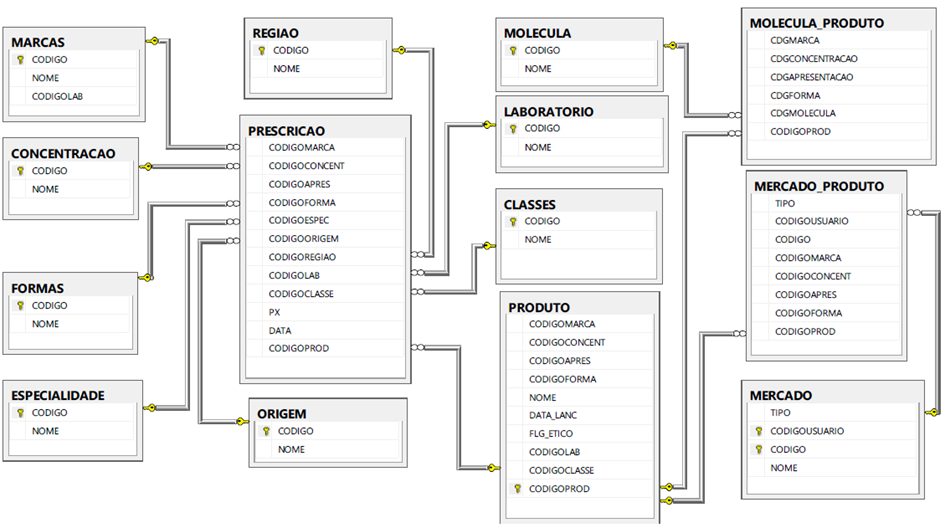 MARCAS
CODIGO
NOME
CODIGOLAB
CONCENTRACAO
CODIGO
NOME
FORMAS
CODIGO
NOME
ESPECIALIDADE
CODIGO
NOME
REGIAO
CODIGO
NOME
PRESCRICAO
CODIGOMARCA
CODIGOCONCENT
CODIGOAPRES
CODIGOFORMA
CODIGOESPEC
CODIGOORIGEM
CODIGOREGIAO
CODIGOLAB
CODIGOCLASSE
PX
DATA
CODIGOPROD
ORIGEM
CODIGO
NOME
MOLECULA
CODIGO
NOME
LABORATORIO
CODIGO
NOME
CLASSES
CODIGO
NOME
PRODUTO
CODIGOMARCA
CODIGOCONCENT
CODIGOAPRES
CODIGOFORMA
NOME
DATA_LANC
FLG_ETICO
CODIGOLAB
CODIGOCLASSE
CODIGOPROD
MOLECULA_PRODUTO
CDGMARCA
CDGCONCENTRACAO
CDGAPRESENTACAO
CDGFORMA
CDGMOLECULA
CODIGOPROD
MERCADO_PRODUTO
TIPO
CODIGOUSUARIO
CODIGO
CODIGOMARCA
CODIGOCONCENT
CODIGOAPRES
CODIGOFORMA
CODIGOPROD
MERCADO
TIPO
CODIGOUSUARIO
CODIGO
NOME